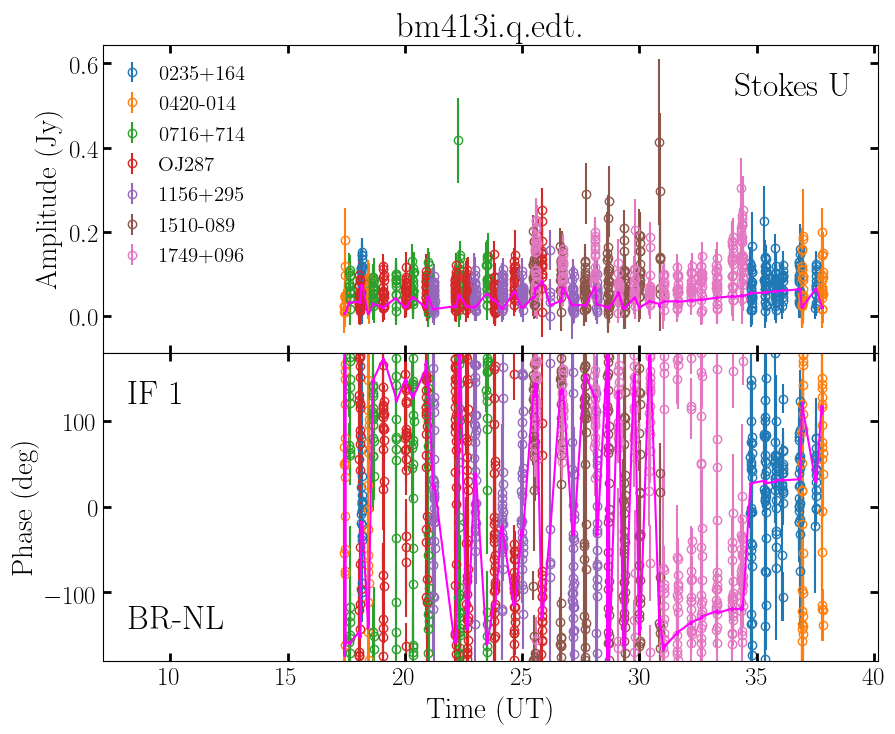 bm413i.q.edt.
0.6
0.4
0.2
0.0
Amplitude (Jy)
0235+164
0420-014
0716+714
OJ287
1156+295
1510-089
1749+096
Stokes U
IF 1
BR-NL
100
0
−100
Phase (deg)
10 15 20 25 30 35 40
Time (UT)